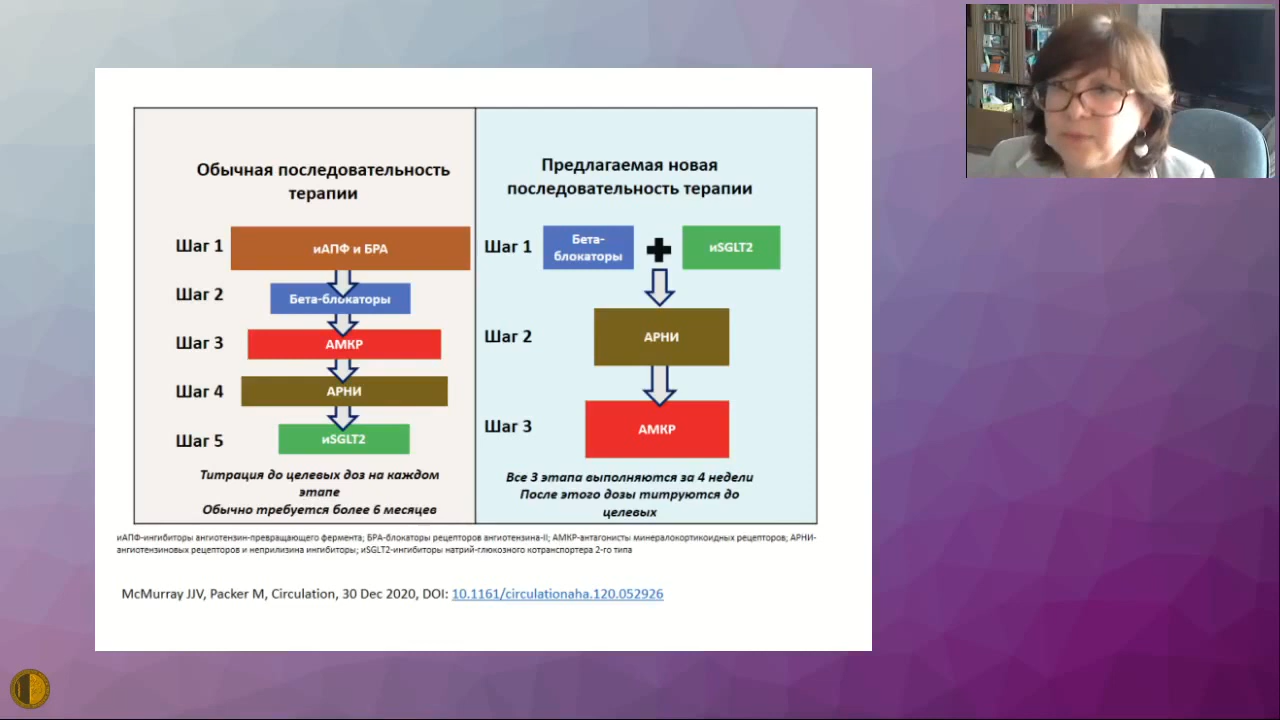 Обычная последовательность
терапии
Шаг 1
иАПФ и БРА
Шаг 2
Бета-блокаторы
Шаг 3
АМКР
Шаг 4
АРНИ
Шаг 5
иSGLT2
Титрация до целевых доз на каждом
этапе
Обычно требуется более 6 месяцев
Предлагаемая новая
последовательность терапии
Шаг 1
Бета-
блокаторы
иSGLT2
Шаг 2
АРНИ
Шаг 3
АМКР
Все 3 этапа выполняются за 4 недели
После этого дозы титруются до
целевых
иАПФ-ингибиторы ангиотензин-превращающего фермента; БРА-блокаторы рецепторов ангиотензина-II; АМКР-антагонисты минералокортикоидных рецепторов; АРНИ-
ангиотензиновых рецепторов и неприлизина ингибиторы; иSGLT2-ингибиторы натрий-глюкозного котранспортера 2-го типа
McMurray JJV, Packer M, Circulation, 30 Dec 2020, DOI: 10.1161/circulationaha.120.052926